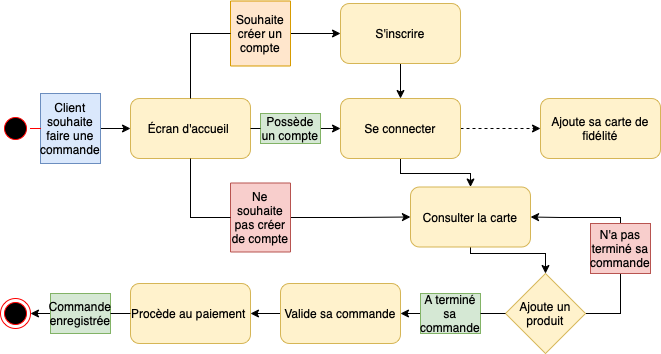 Souhaite
créer un
compte
S'inscrire
Client
souhaite
faire une
commande
Écran d'accueil
Possède
un compte
Se connecter
Ajoute sa carte de
fidélité
Ne
souhaite
pas créer
de compte
Consulter la carte
N'a pas
terminé sa
commande
Commande
enregistrée
Procède au paiement
Valide sa commande
A terminé
sa
commande
Ajoute un
produit